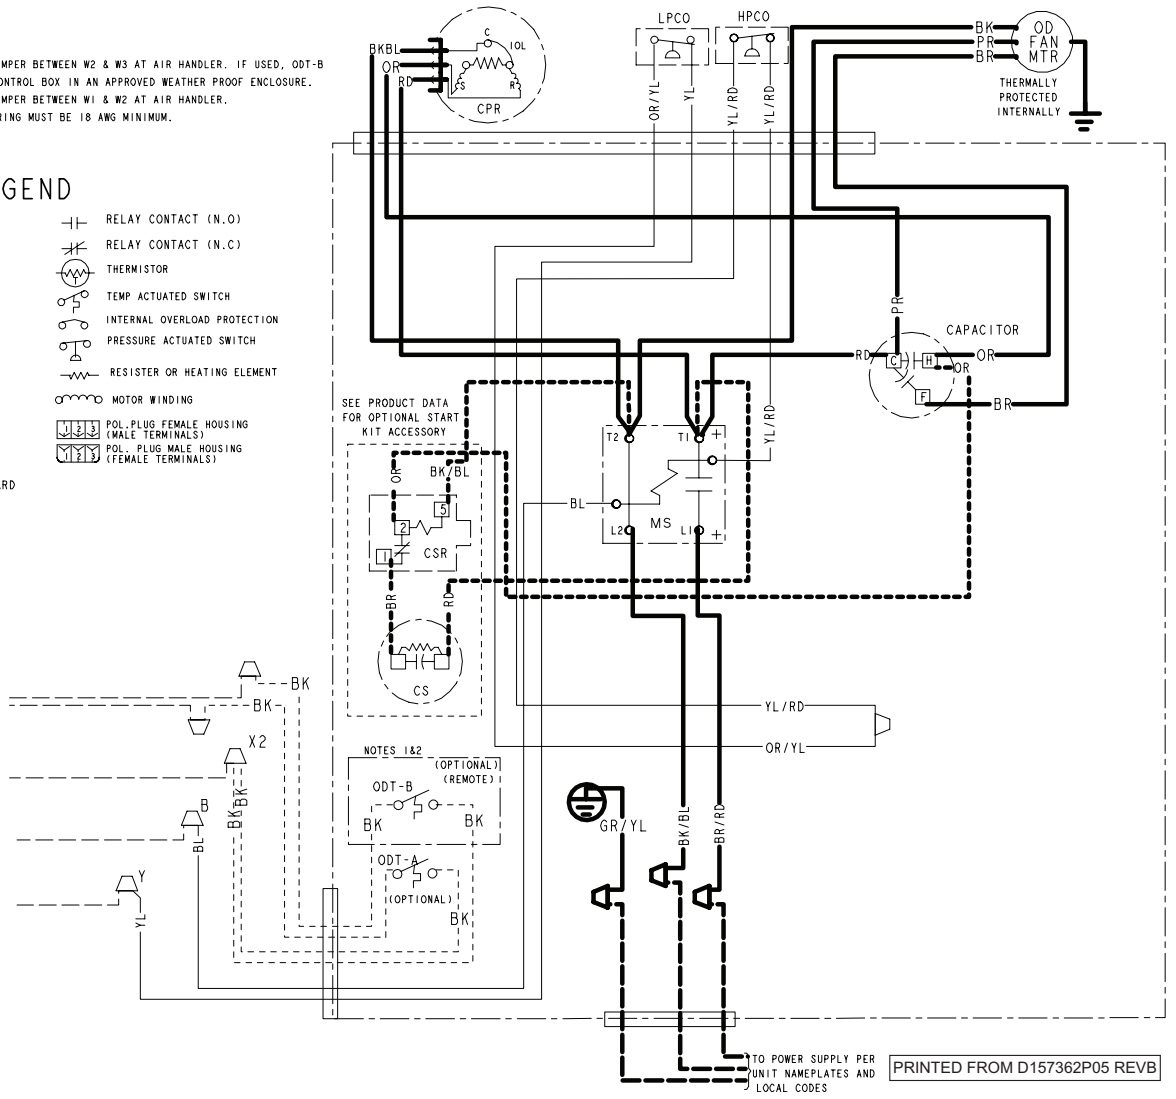 MPER BETWEEN W2 & W3 AT AIR HANDLER. IF USED, ODT-B
ONTROL BOX IN AN APPROVED WEATHER PROOF ENCLOSURE.
MPER BETWEEN W1 & W2 AT AIR HANDLER.
RING MUST BE 18 AWG MINIMUM.
GEND
RELAY CONTACT (N.O)
RELAY CONTACT (N.C)
THERMISTOR
TEMP ACTUATED SWITCH
INTERNAL OVERLOAD PROTECTION
PRESSURE ACTUATED SWITCH
RESISTER OR HEATING ELEMENT
MOTOR WINDING
1 2 3
POL.PLUG FEMALE HOUSING
(MALE TERMINALS)
1 2 3
POL. PLUG MALE HOUSING
(FEMALE TERMINALS)
RD
BKBL
OR
RD
C
IOL
S
R
CPR
LPCO
HPCO
OR/YL
YL
YL/RD
YL/RD
BK
PR
BR
OD
FAN
MTR
THERMALLY
PROTECTED
INTERNALLY
PR
CAPACITOR
RD
C
H
OR
OR
F
BR
SEE PRODUCT DATA
FOR OPTIONAL START
KIT ACCESSORY
OR
BK/BL
5
2
1
CSR
BR
RD
CS
T2
T1
+
YL/RD
BL
MS
L2
L1
+
YL/RD
OR/YL
BK
BK
X2
B
BK
BK
BL
Y
YL
NOTES 1&2
(OPTIONAL)
(REMOTE)
ODT-B
BK
BK
ODT-A
(OPTIONAL)
BK
GR/YL
BK/BL
BR/RD
TO POWER SUPPLY PER
UNIT NAMEPLATES AND
LOCAL CODES
PRINTED FROM D157362P05 REVB